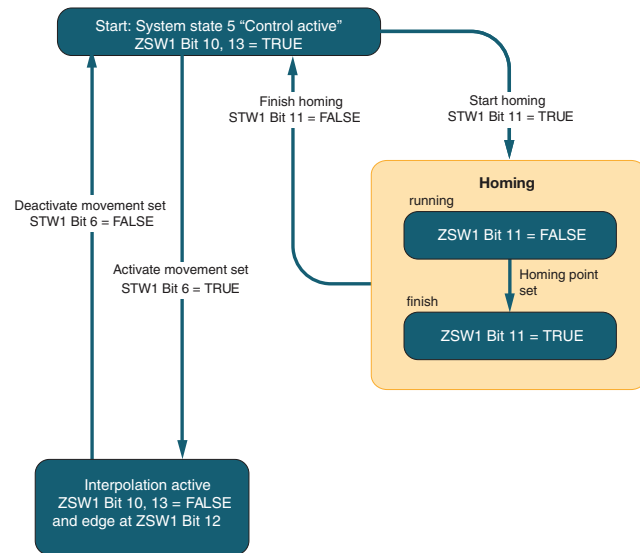 Start: System state 5 “Control active”
ZSW1 Bit 10, 13 = TRUE
Finish homing
STW1 Bit 11 = FALSE
Start homing
STW1 Bit 11 = TRUE
Homing
running
ZSW1 Bit 11 = FALSE
Homing point
set
finish
ZSW1 Bit 11 = TRUE
Deactivate movement set
STW1 Bit 6 = FALSE
Activate movement set
STW1 Bit 6 = TRUE
Interpolation active
ZSW1 Bit 10, 13 = FALSE
and edge at ZSW1 Bit 12